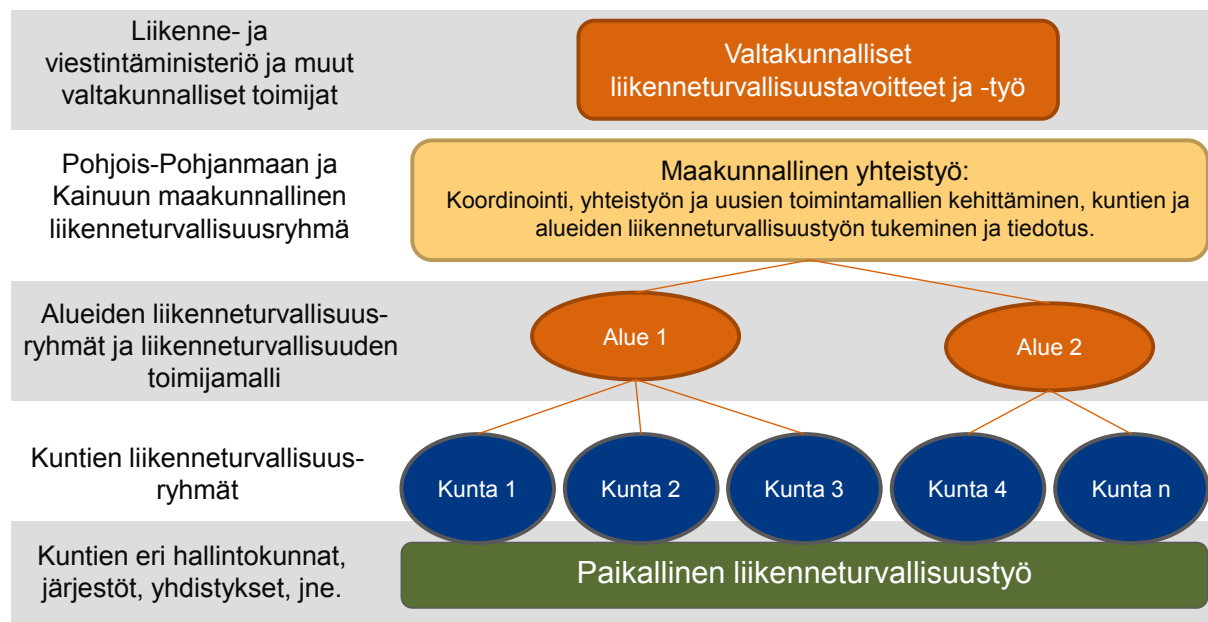 Liikenne- ja
viestintäministeriö ja muut
valtakunnalliset toimijat
Valtakunnalliset
liikenneturvallisuustavoitteet ja -työ
Pohjois-Pohjanmaan ja
Kainuun maakunnallinen
liikenneturvallisuusryhmä
Maakunnallinen yhteistyö:
Koordinointi, yhteistyön ja uusien toimintamallien kehittäminen, kuntien ja
alueiden liikenneturvallisuustyön tukeminen ja tiedotus.
Alueiden liikenneturvallisuus-
ryhmät ja liikenneturvallisuuden
toimijamalli
Alue 1
Alue 2
Kuntien liikenneturvallisuus-
ryhmät
Kunta 1
Kunta 2
Kunta 3
Kunta 4
Kunta n
Kuntien eri hallintokunnat,
järjestöt, yhdistykset, jne.
Paikallinen liikenneturvallisuustyö